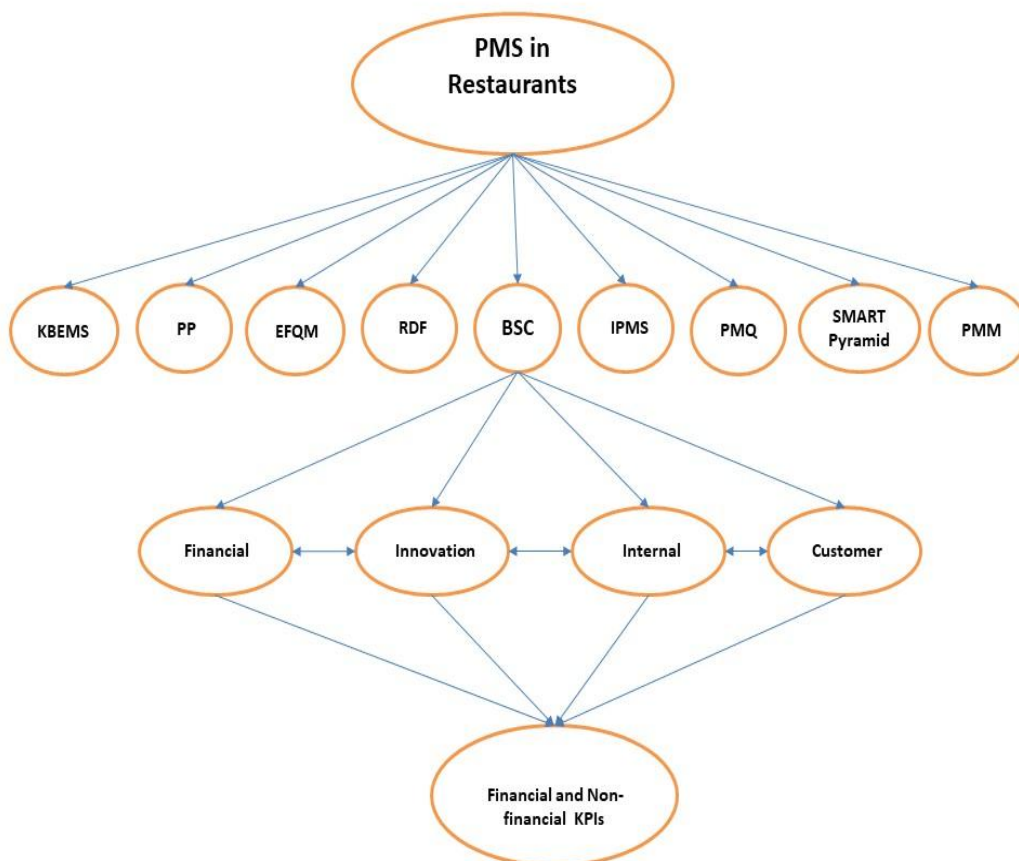 PMS in
Restaurants
KBEMS
PP
EFQM
RDF
BSC
IPMS
PMQ
SMART
Pyramid
PMM
Financial
Innovation
Internal
Customer
Financial and Non-
financial KPIs